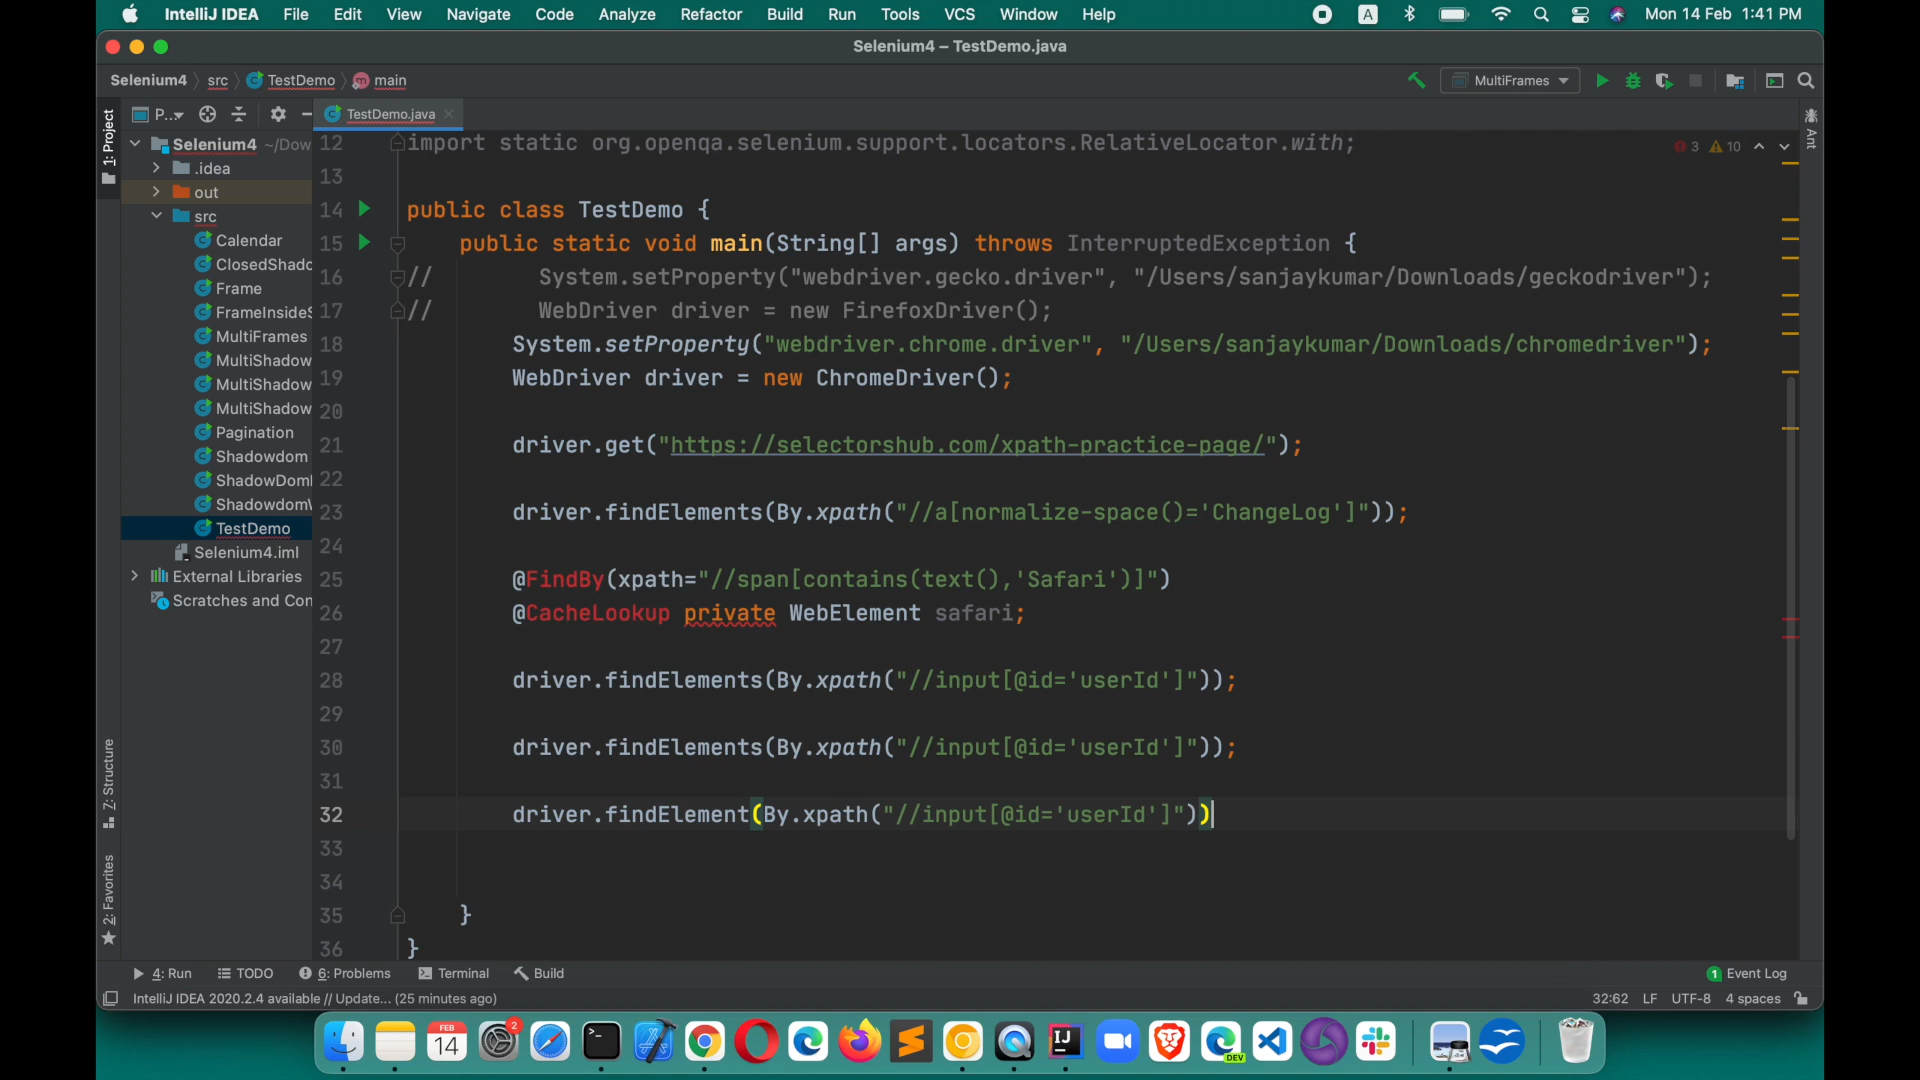 IntelliJ IDEA File Edit View Navigate Code Analyze Refactor Build Run Tools VCS Window Help A Mon 14 Feb 1:41 PM
Selenium4 – TestDemo.java
Selenium4 src TestDemo main MultiFrames
1: Project P... TestDemo.java Ant
Selenium4 ~/Dow
.idea
out
src
Calendar
ClosedShado
Frame
FrameInsideS
MultiFrames
MultiShadow
MultiShadow
MultiShadow
Pagination
Shadowdom
ShadowDomI
ShadowdomW
TestDemo
Selenium4.iml
External Libraries
Scratches and Con
3 10
12 import static org.openqa.selenium.support.locators.RelativeLocator.with;
13
14 public class TestDemo {
15 public static void main(String[] args) throws InterruptedException {
16 // System.setProperty("webdriver.gecko.driver", "/Users/sanjaykumar/Downloads/geckodriver");
17 // WebDriver driver = new FirefoxDriver();
18 System.setProperty("webdriver.chrome.driver", "/Users/sanjaykumar/Downloads/chromedriver");
19 WebDriver driver = new ChromeDriver();
20
21 driver.get("https://selectorshub.com/xpath-practice-page/");
22
23 driver.findElements(By.xpath("//a[normalize-space()='ChangeLog']"));
24
25 @FindBy(xpath="//span[contains(text(),'Safari')]")
26 @CacheLookup private WebElement safari;
27
28 driver.findElements(By.xpath("//input[@id='userId']"));
29
30 driver.findElements(By.xpath("//input[@id='userId']"));
31
32 driver.findElement(By.xpath("//input[@id='userId']"))
33
34
35 }
36 }
Z: Structure
2: Favorites
4: Run TODO 6: Problems Terminal Build 1 Event Log
IntelliJ IDEA 2020.2.4 available // Update... (25 minutes ago) 32:62 LF UTF-8 4 spaces
FEB
14
2
>_
IJ
DEV